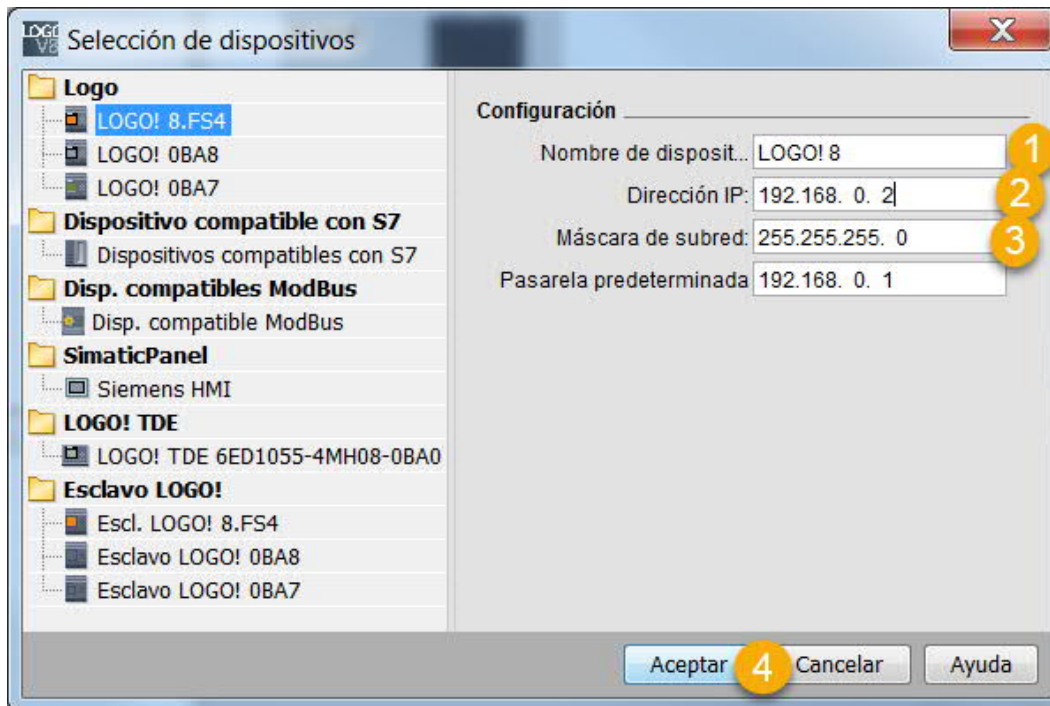 LOGO!
V8
Selección de dispositivos
X
Logo
LOGO! 8.FS4
LOGO! 0BA8
LOGO! 0BA7
Dispositivo compatible con S7
Dispositivos compatibles con S7
Disp. compatibles ModBus
Disp. compatible ModBus
SimaticPanel
Siemens HMI
LOGO! TDE
LOGO! TDE 6ED1055-4MH08-0BA0
Esclavo LOGO!
Escl. LOGO! 8.FS4
Esclavo LOGO! 0BA8
Esclavo LOGO! 0BA7
Configuración
Nombre de disposit... LOGO! 8 1
Dirección IP: 192.168. 0. 2 2
Máscara de subred: 255.255.255. 0 3
Pasarela predeterminada 192.168. 0. 1
Aceptar 4 Cancelar Ayuda